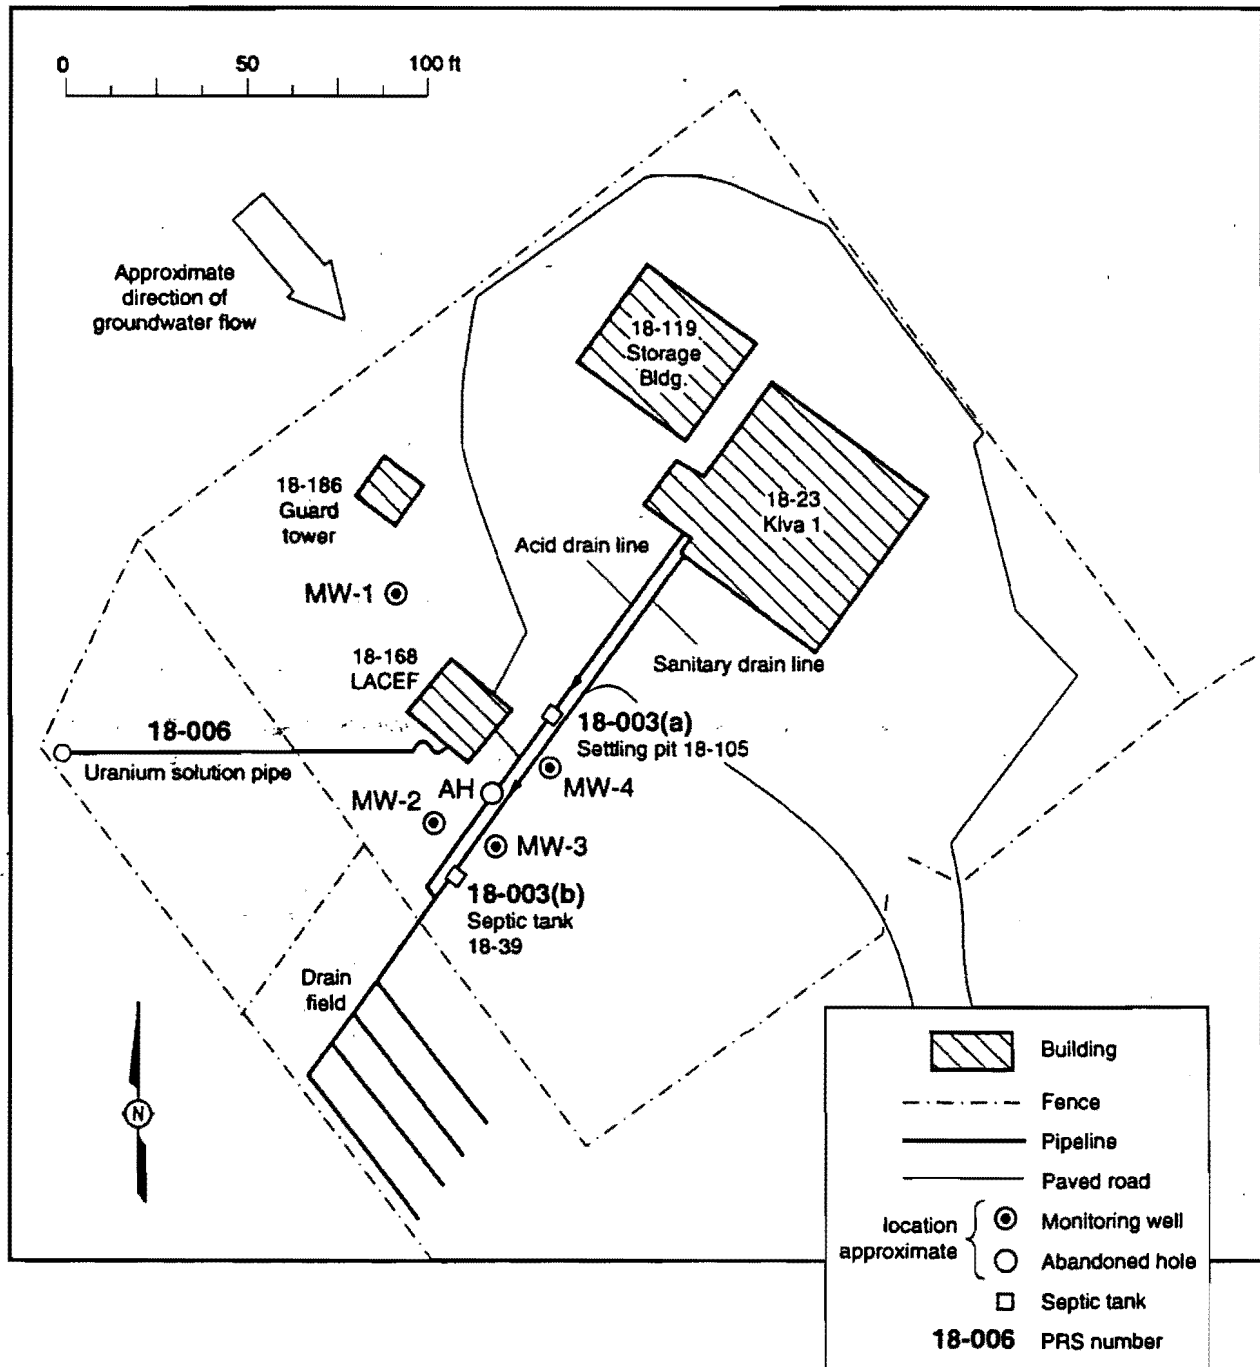 0 50 100 ft
Approximate
direction of
groundwater flow
18-119
Storage
Bldg.
18-186
Guard
tower
18-23
Kiva 1
Acid drain line
MW-1
18-168
LACEF
Sanitary drain line
18-006
Uranium solution pipe
18-003(a)
Settling pit 18-105
AH
MW-4
MW-2
MW-3
18-003(b)
Septic tank
18-39
Drain
field
N
Building
Fence
Pipeline
Paved road
location
approximate
Monitoring well
Abandoned hole
Septic tank
18-006 PRS number